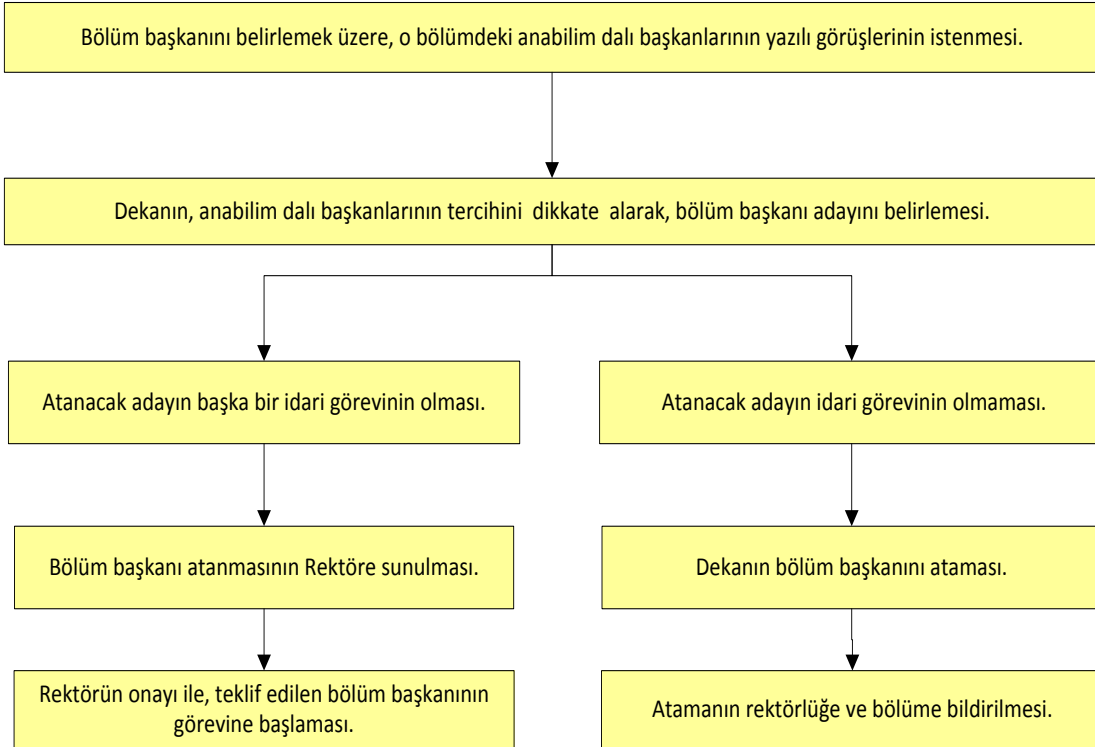 Bölüm başkanını belirlemek üzere, o bölümdeki anabilim dalı başkanlarının yazılı görüşlerinin istenmesi.
Dekanın, anabilim dalı başkanlarının tercihini dikkate alarak, bölüm başkanı adayını belirlemesi.
Atanacak adayın başka bir idari görevinin olması.
Atanacak adayın idari görevinin olmaması.
Bölüm başkanı atanmasının Rektöre sunulması.
Dekanın bölüm başkanını ataması.
Rektörün onayı ile, teklif edilen bölüm başkanının
görevine başlaması.
Atamanın rektörlüğe ve bölüme bildirilmesi.